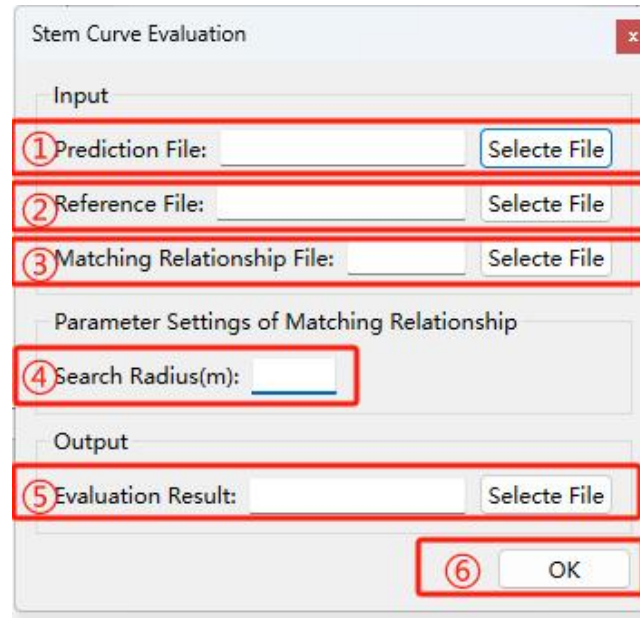 Stem Curve Evaluation x
Input
①Prediction File: Selecte File
②Reference File: Selecte File
③Matching Relationship File: Selecte File
Parameter Settings of Matching Relationship
④Search Radius(m):
Output
⑤Evaluation Result: Selecte File
⑥ OK